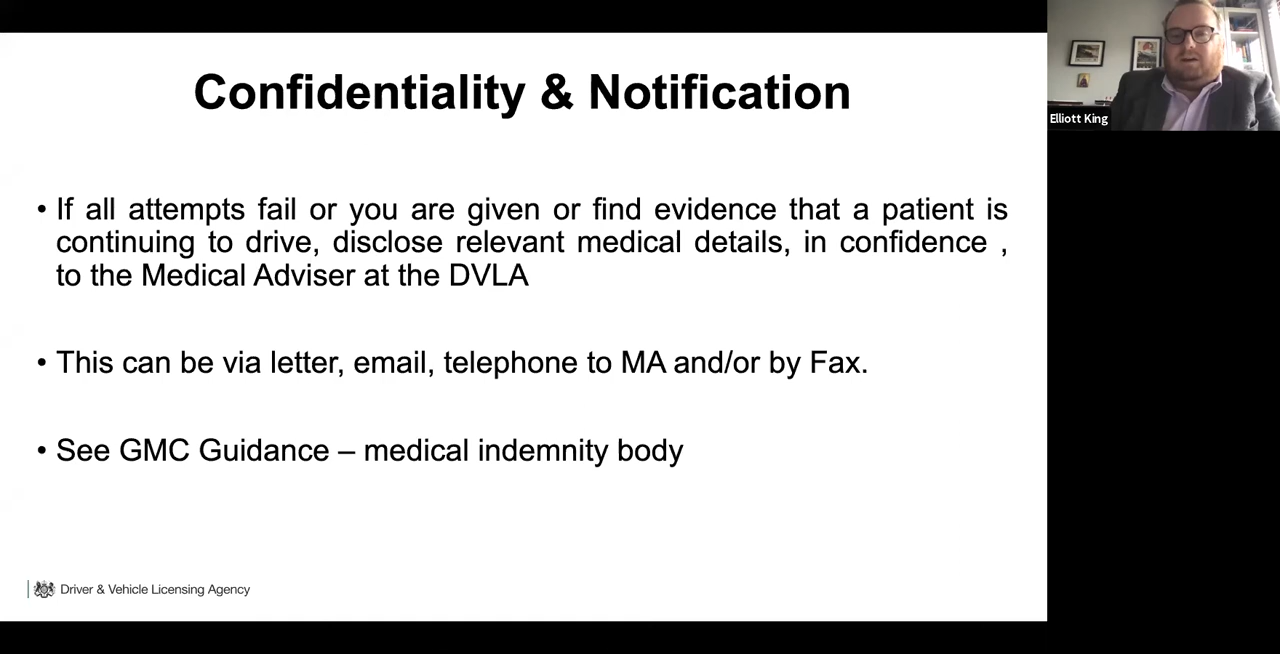 Confidentiality & Notification
• If all attempts fail or you are given or find evidence that a patient is
continuing to drive, disclose relevant medical details, in confidence ,
to the Medical Adviser at the DVLA
• This can be via letter, email, telephone to MA and/or by Fax.
• See GMC Guidance – medical indemnity body
Driver & Vehicle Licensing Agency
Elliott King